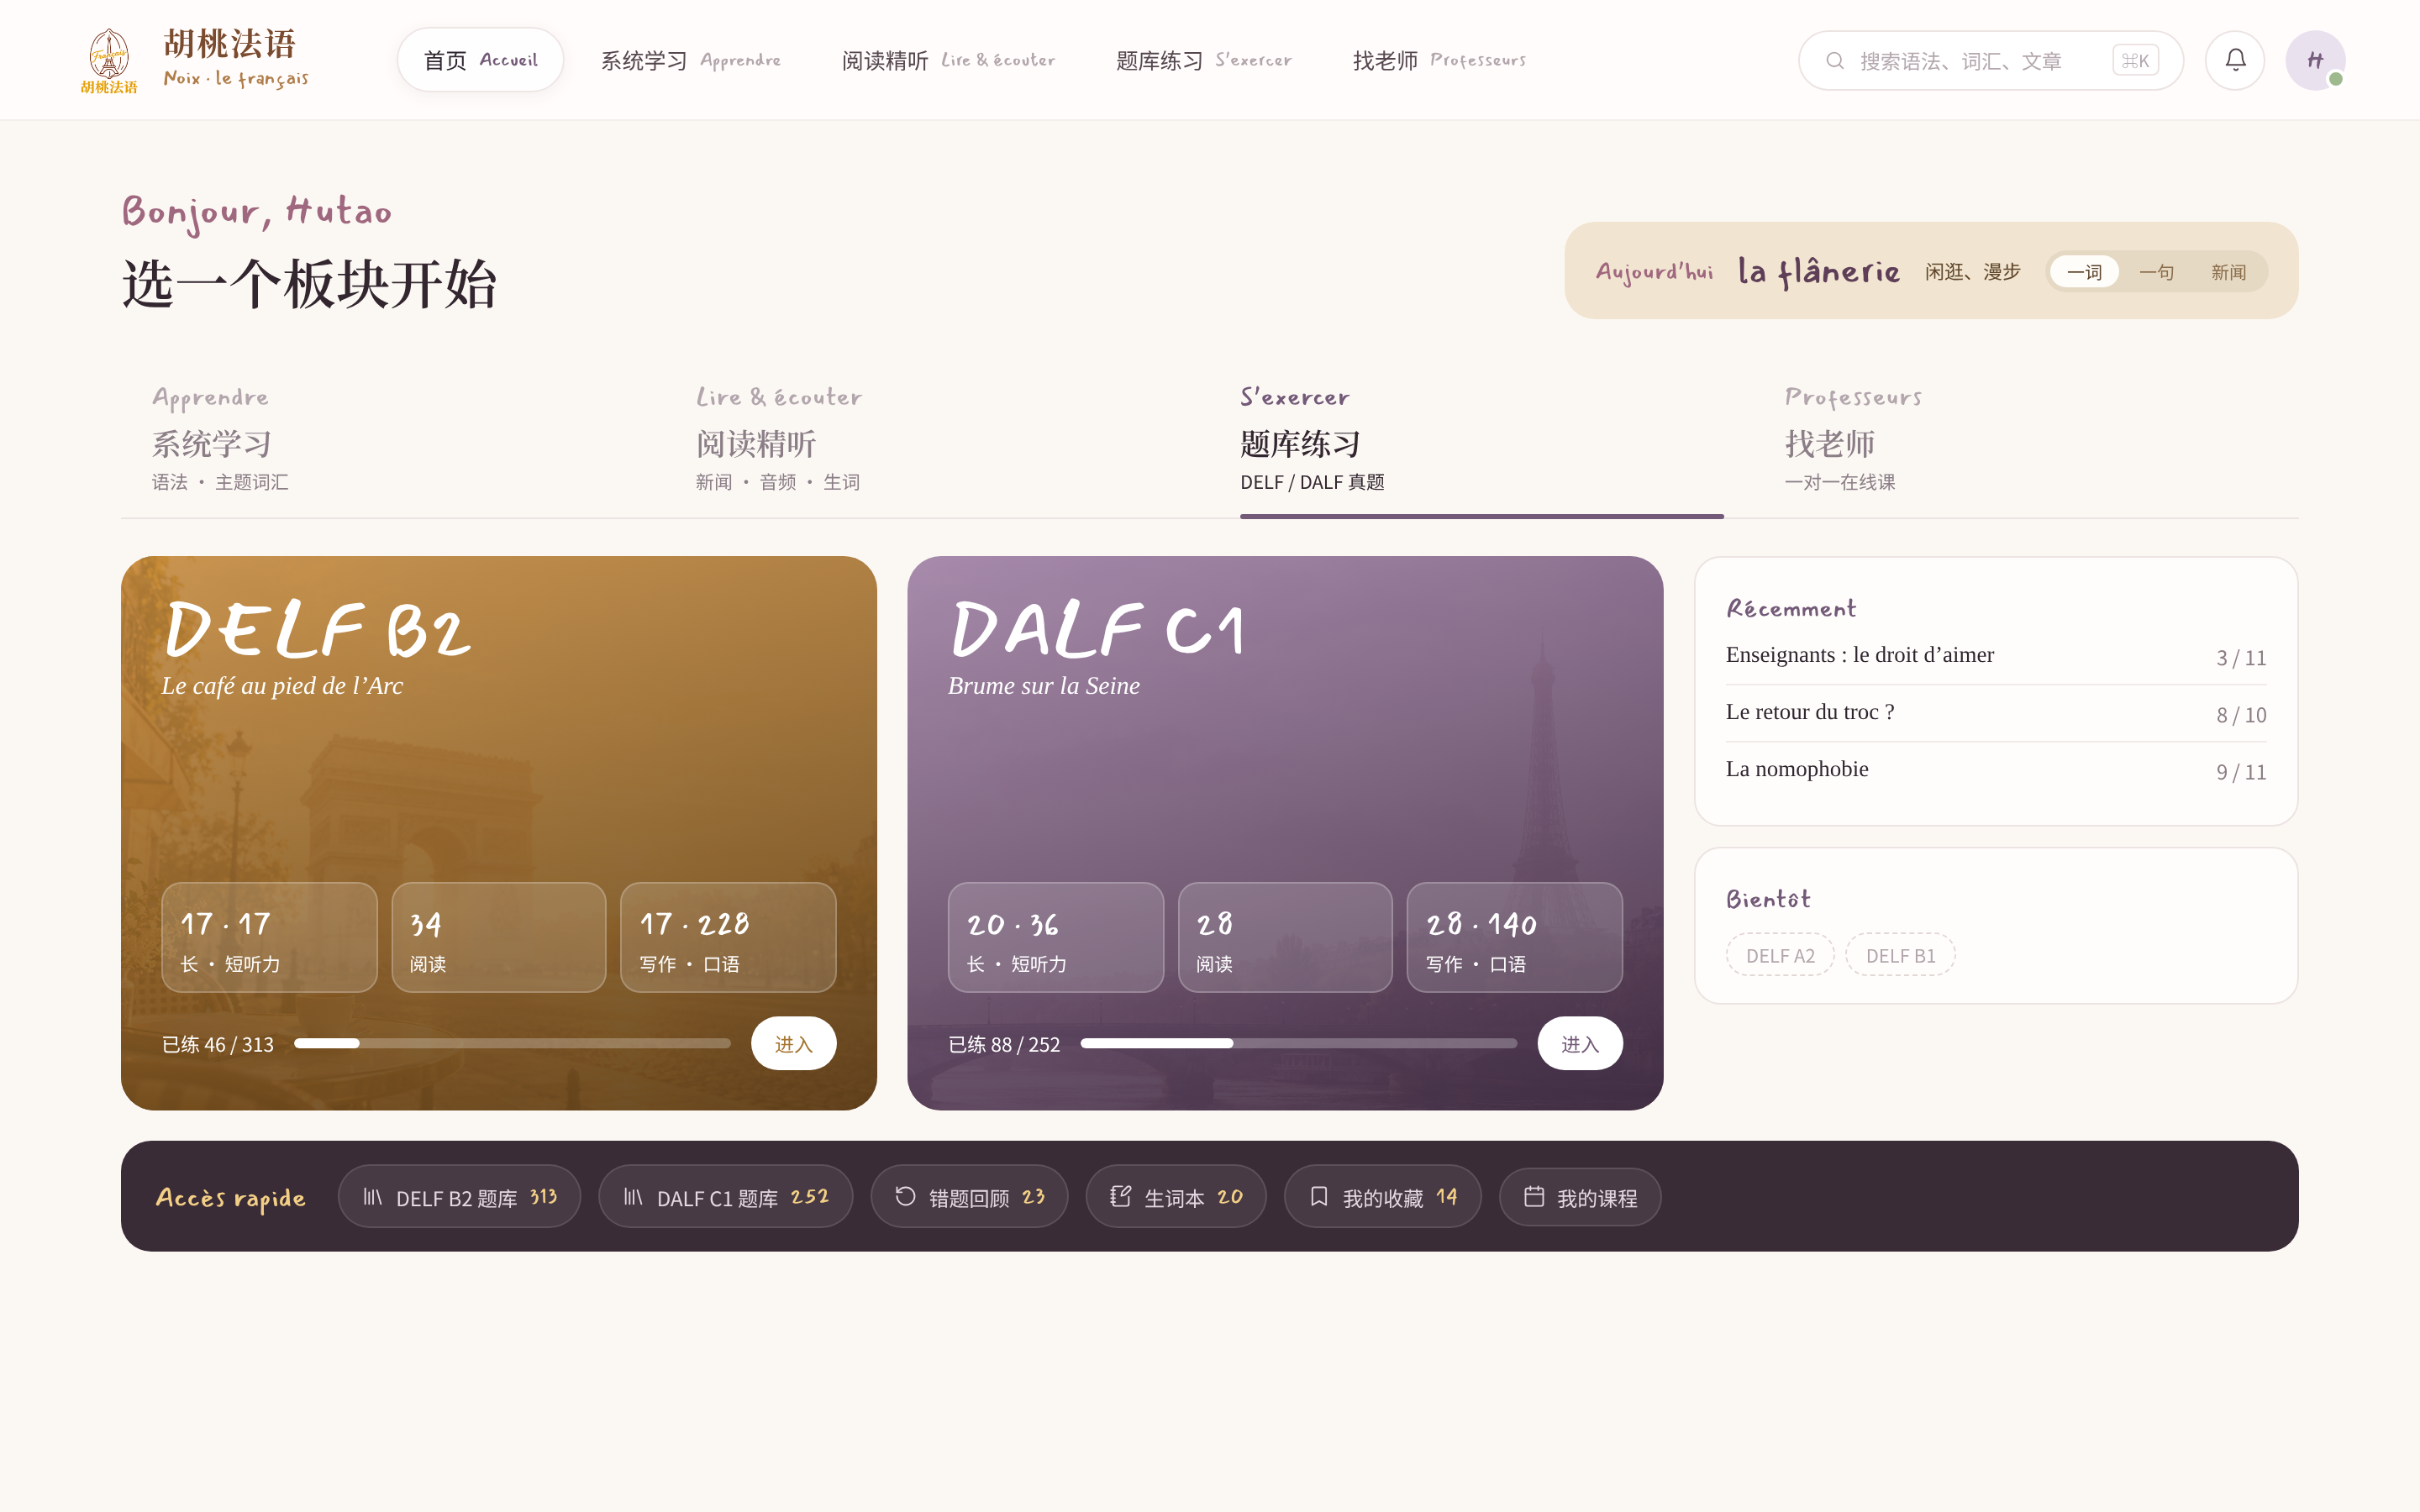 Français
胡桃法语
胡桃法语
Noix · le français
首页 Accueil
系统学习 Apprendre
阅读精听 Lire & écouter
题库练习 S'exercer
找老师 Professeurs
搜索语法、词汇、文章 ⌘K
H
Bonjour, Hutao
选一个板块开始
Aujourd'hui la flânerie 闲逛、漫步 一词 一句 新闻
Apprendre
系统学习
语法 · 主题词汇
Lire & écouter
阅读精听
新闻 · 音频 · 生词
S'exercer
题库练习
DELF / DALF 真题
Professeurs
找老师
一对一在线课
DELF B2
Le café au pied de l’Arc
17 · 17
长 · 短听力
34
阅读
17 · 228
写作 · 口语
已练 46 / 313 进入
DALF C1
Brume sur la Seine
20 · 36
长 · 短听力
28
阅读
28 · 140
写作 · 口语
已练 88 / 252 进入
Récemment
Enseignants : le droit d’aimer 3 / 11
Le retour du troc ? 8 / 10
La nomophobie 9 / 11
Bientôt
DELF A2 DELF B1
Accès rapide DELF B2 题库 313 DALF C1 题库 252 错题回顾 23 生词本 20 我的收藏 14 我的课程